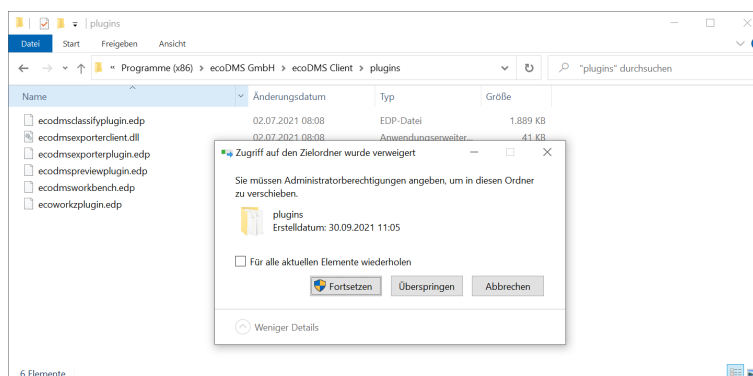 plugins
Datei Start Freigeben Ansicht
« Programme (x86) > ecoDMS GmbH > ecoDMS Client > plugins "plugins" durchsuchen
Name Änderungsdatum Typ Größe
ecodmsclassifyplugin.edp 02.07.2021 08:08 EDP-Datei 1.889 KB
ecodmsexporterclient.dll 02.07.2021 08:08 Anwendungserweiter... 41 KB
ecodmsexporterplugin.edp
ecodmspreviewplugin.edp
ecodmsworkbench.edp
ecoworkzplugin.edp
Zugriff auf den Zielordner wurde verweigert
Sie müssen Administratorberechtigungen angeben, um in diesen Ordner
zu verschieben.
plugins
Erstelldatum: 30.09.2021 11:05
Für alle aktuellen Elemente wiederholen
Fortsetzen Überspringen Abbrechen
Weniger Details
6 Elemente